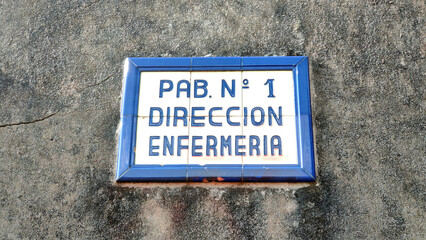 PAB. Nº 1
DIRECCION
ENFERMERIA